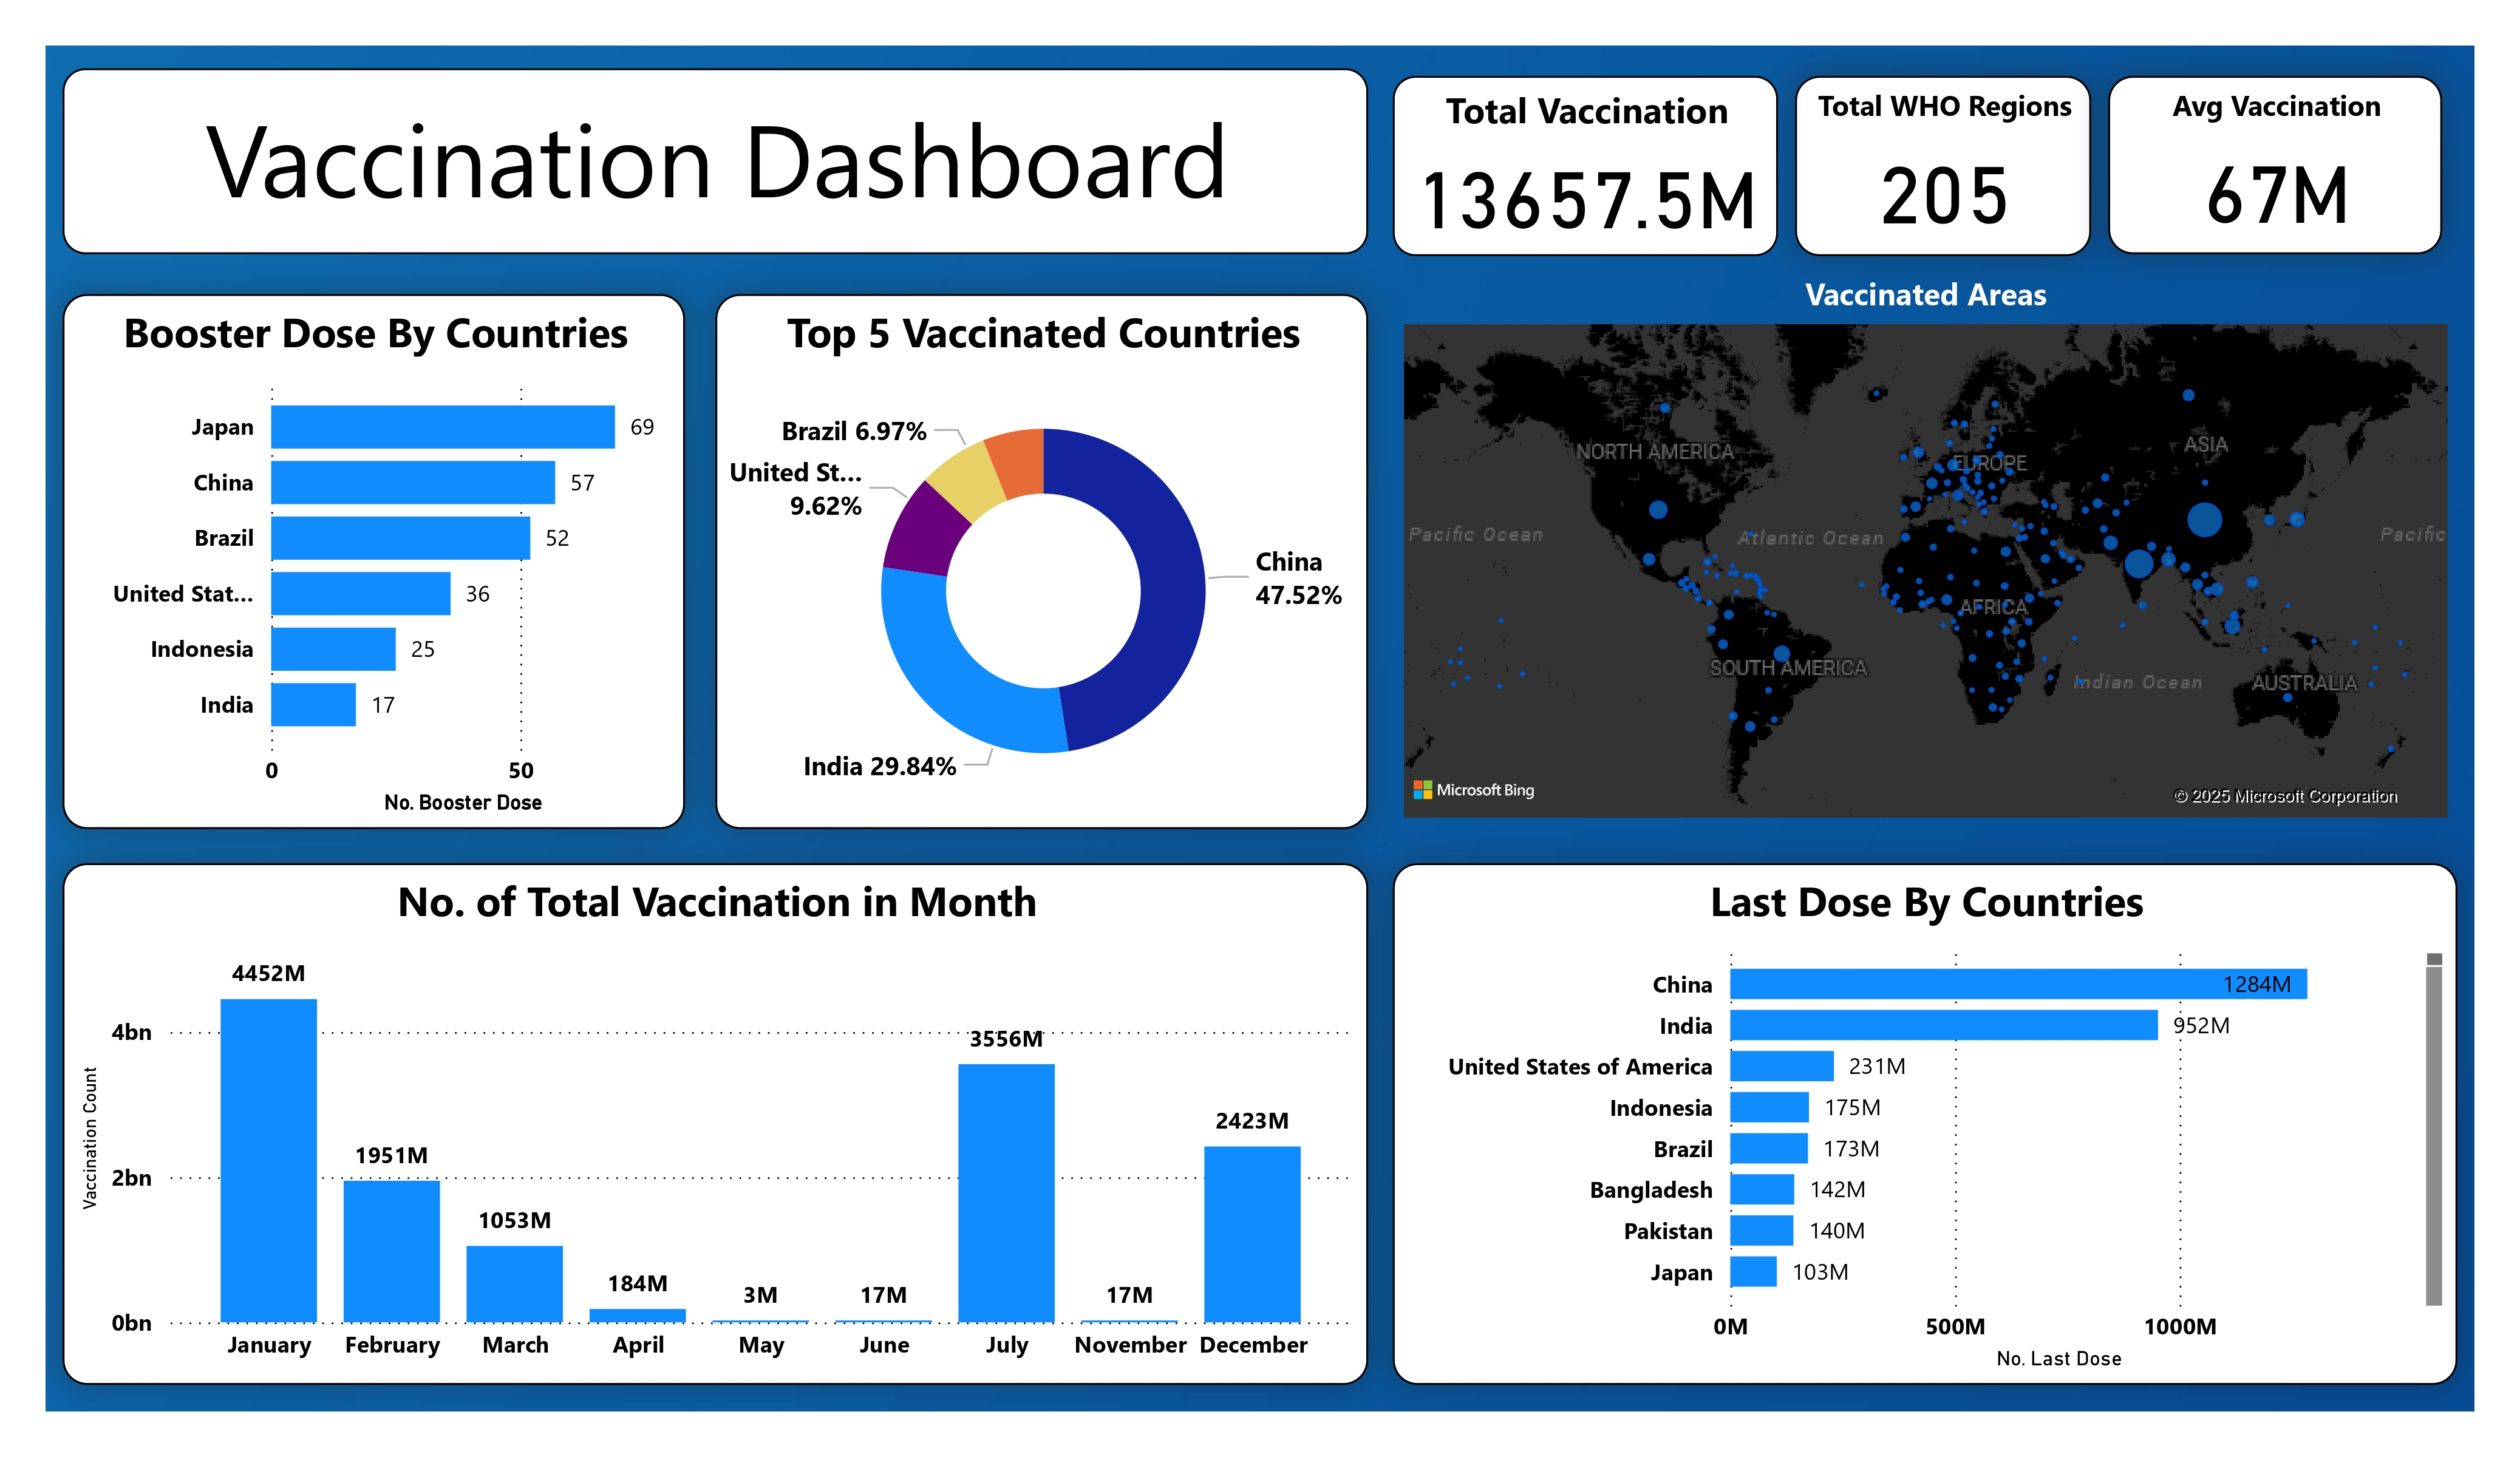 Vaccination Dashboard
Total Vaccination
13657.5M
Total WHO Regions
205
Avg Vaccination
67M
Booster Dose By Countries
Japan 69
China 57
Brazil 52
United Stat... 36
Indonesia 25
India 17
0 50
No. Booster Dose
Top 5 Vaccinated Countries
Brazil 6.97%
United St...
9.62%
China
47.52%
India 29.84%
Vaccinated Areas
NORTH AMERICA
EUROPE
ASIA
Pacific Ocean
Atlantic Ocean
Pacific
AFRICA
SOUTH AMERICA
Indian Ocean
AUSTRALIA
Microsoft Bing
© 2025 Microsoft Corporation
No. of Total Vaccination in Month
Vaccination Count
4bn
2bn
0bn
4452M
1951M
1053M
184M
3M
17M
3556M
17M
2423M
January February March April May June July November December
Last Dose By Countries
China 1284M
India 952M
United States of America 231M
Indonesia 175M
Brazil 173M
Bangladesh 142M
Pakistan 140M
Japan 103M
0M 500M 1000M
No. Last Dose